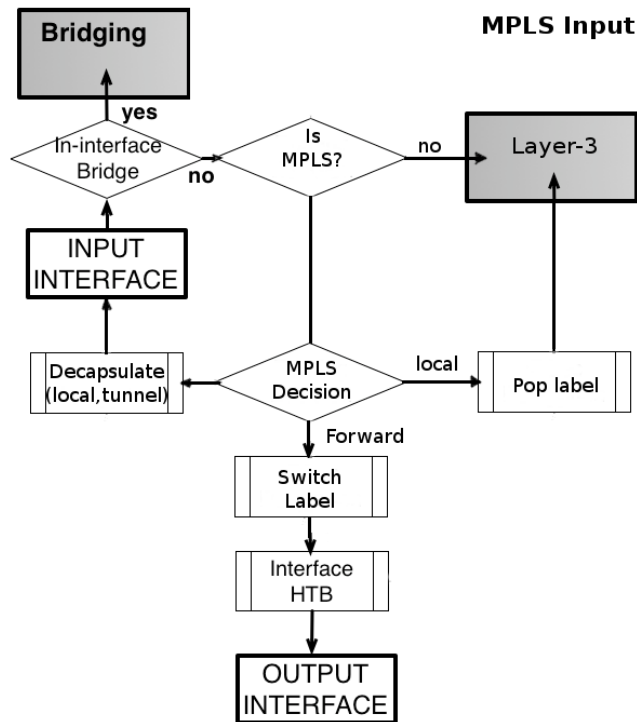 Bridging
MPLS Input
yes
In-interface
Bridge
no
Is
MPLS?
no
Layer-3
INPUT
INTERFACE
Decapsulate
(local,tunnel)
MPLS
Decision
local
Pop label
Forward
Switch
Label
Interface
HTB
OUTPUT
INTERFACE